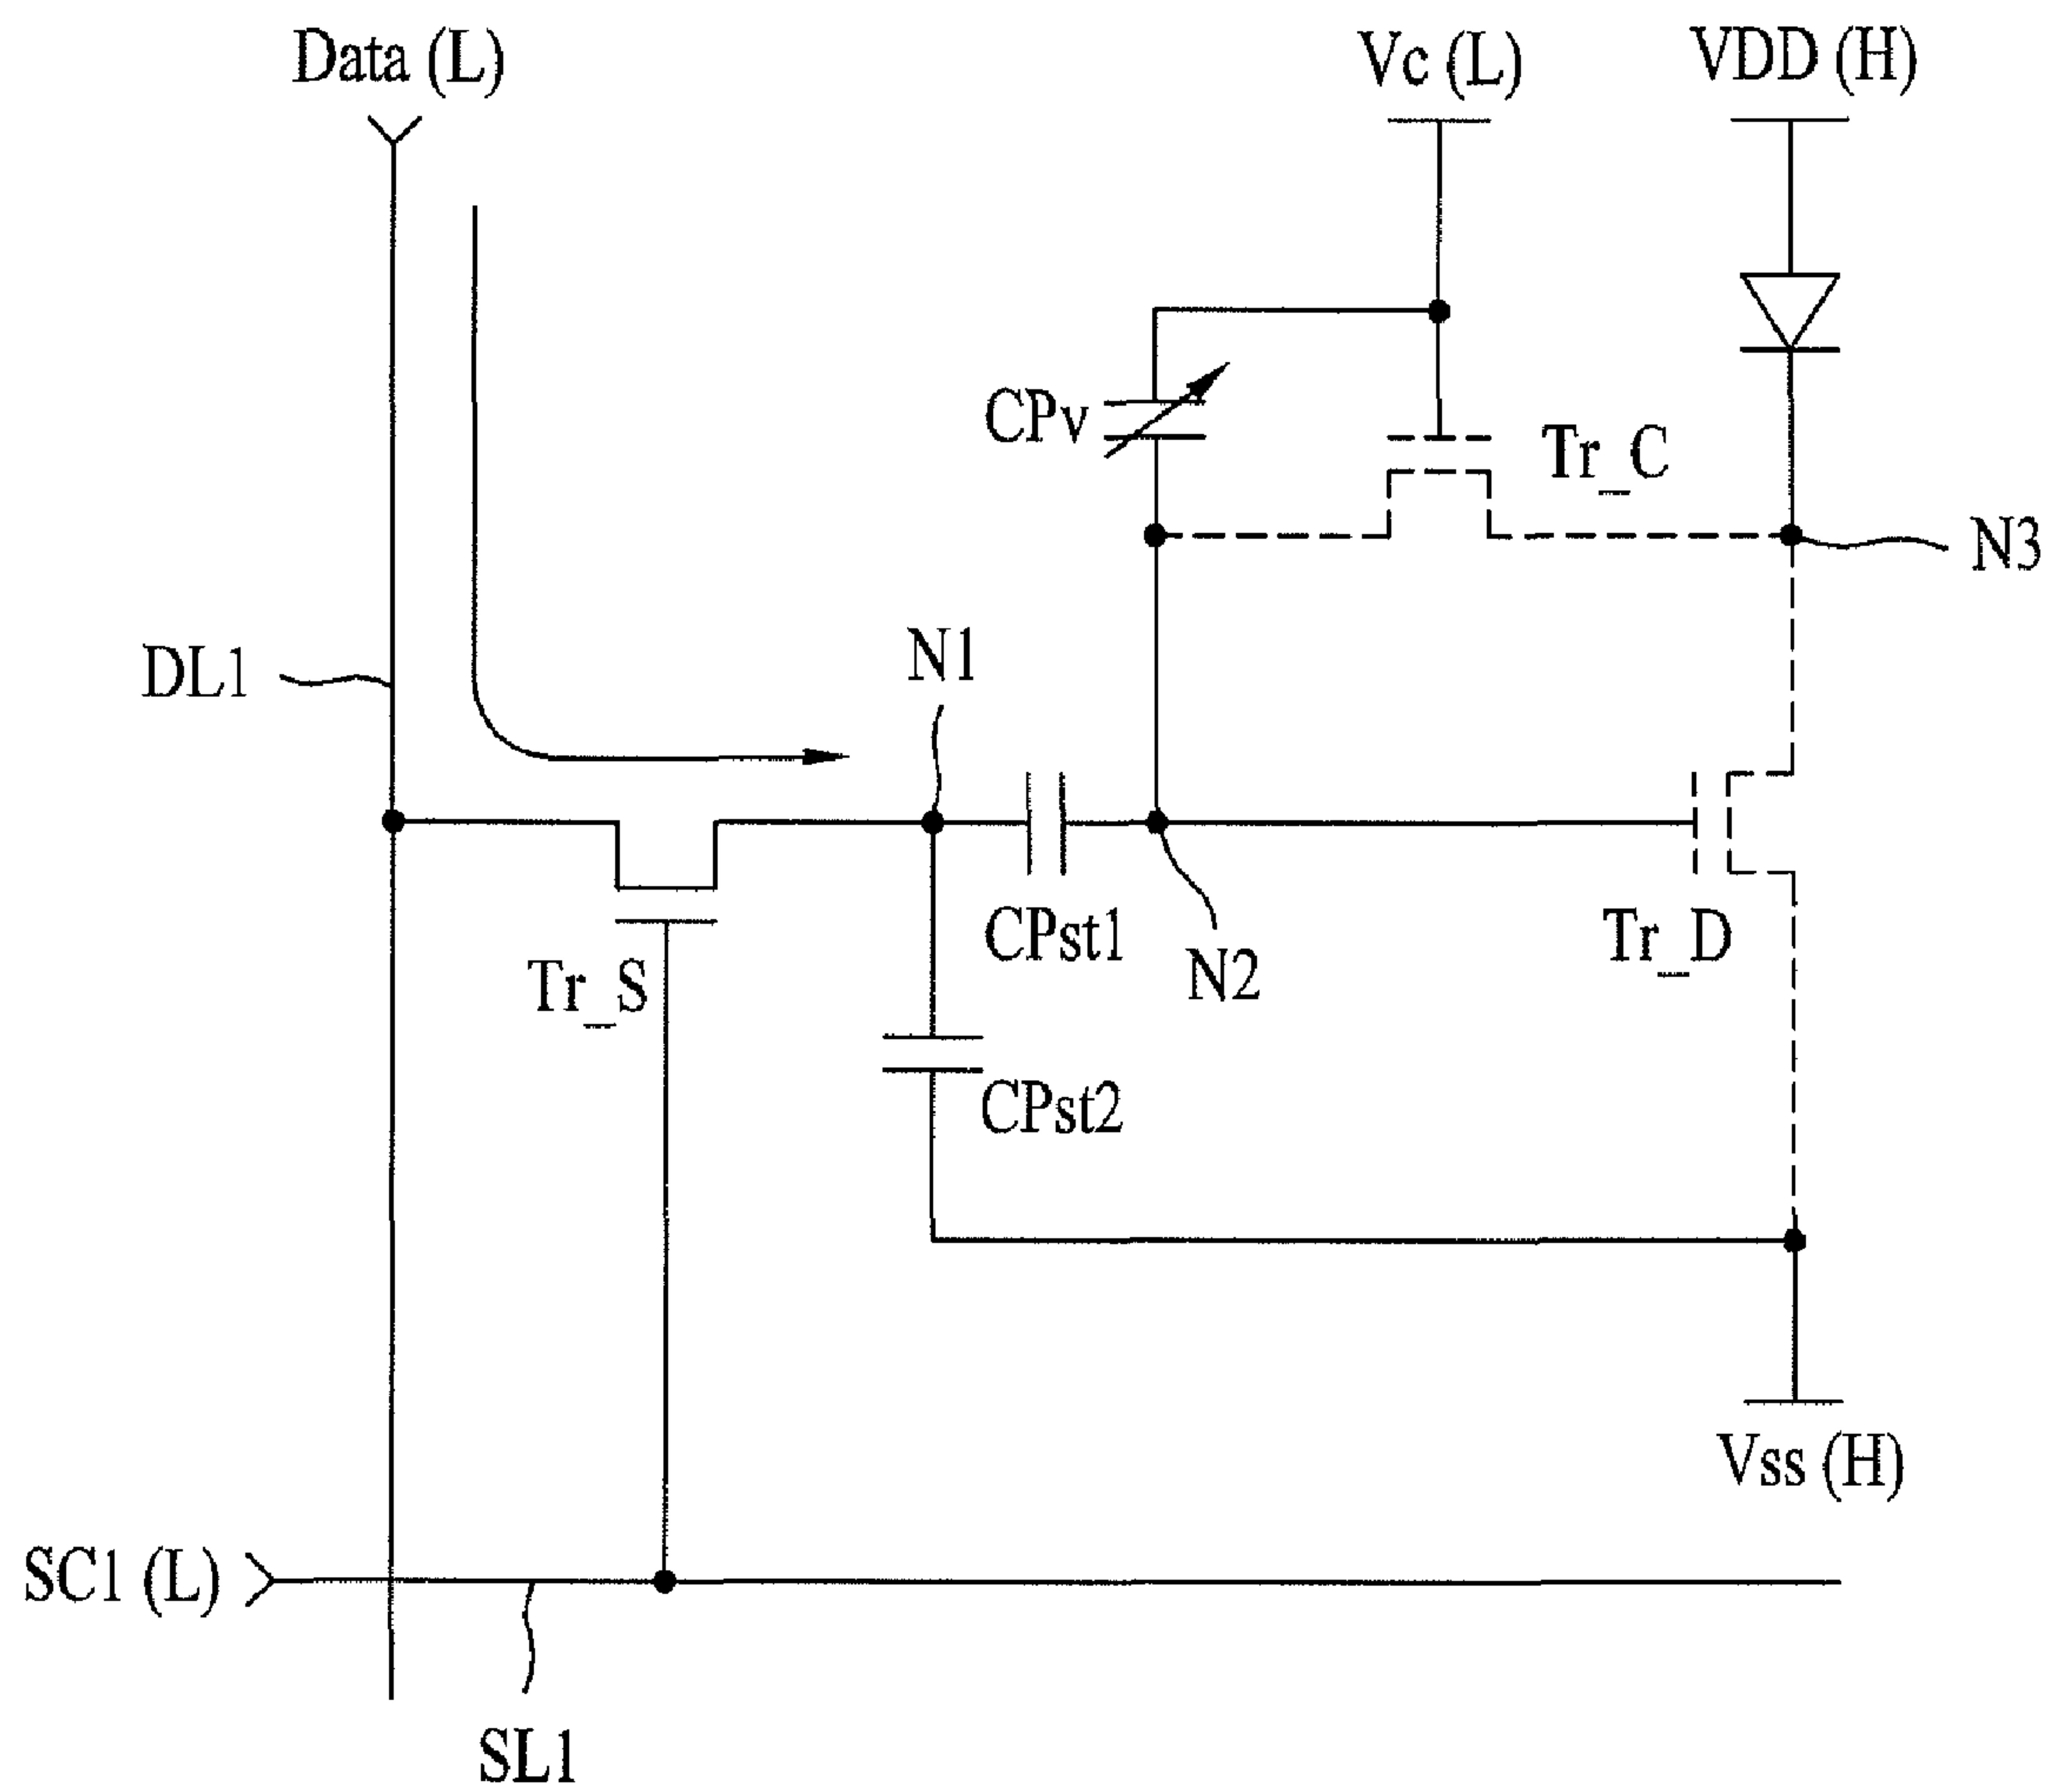 Data (L)
Vc (L)
VDD (H)
CPv
Tr_C
N3
N1
DL1
CPst1
N2
Tr_D
Tr_S
CPst2
Vss (H)
SC1 (L)
SL1